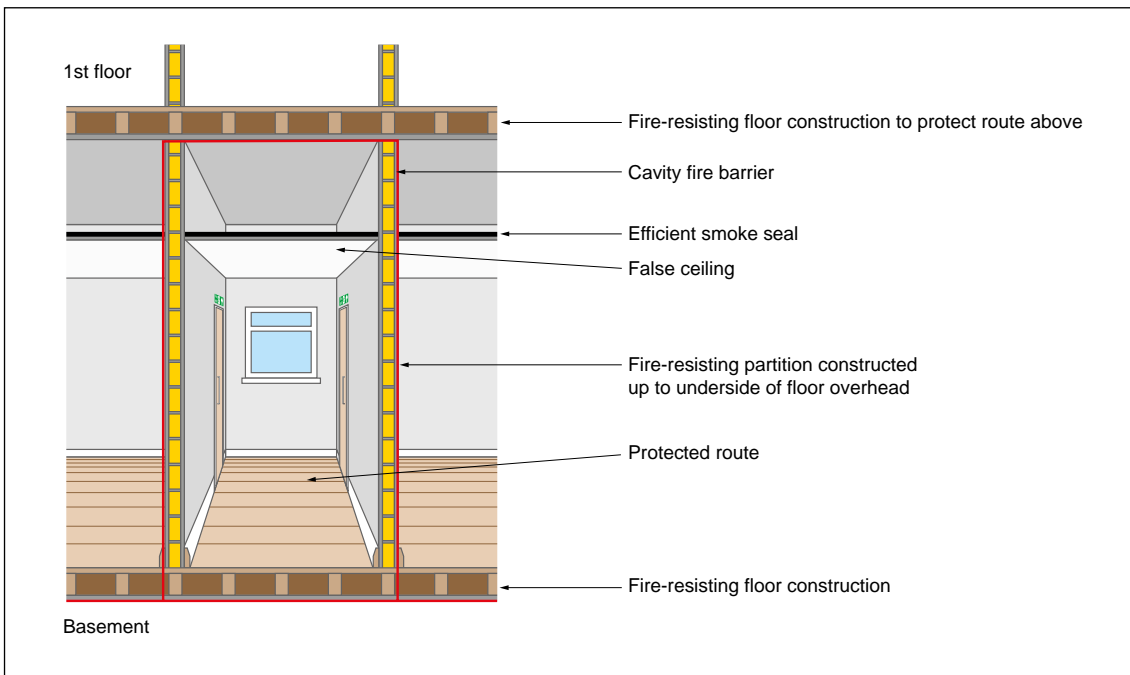 1st floor
Fire-resisting floor construction to protect route above
Cavity fire barrier
Efficient smoke seal
False ceiling
Fire-resisting partition constructed
up to underside of floor overhead
Protected route
Fire-resisting floor construction
Basement